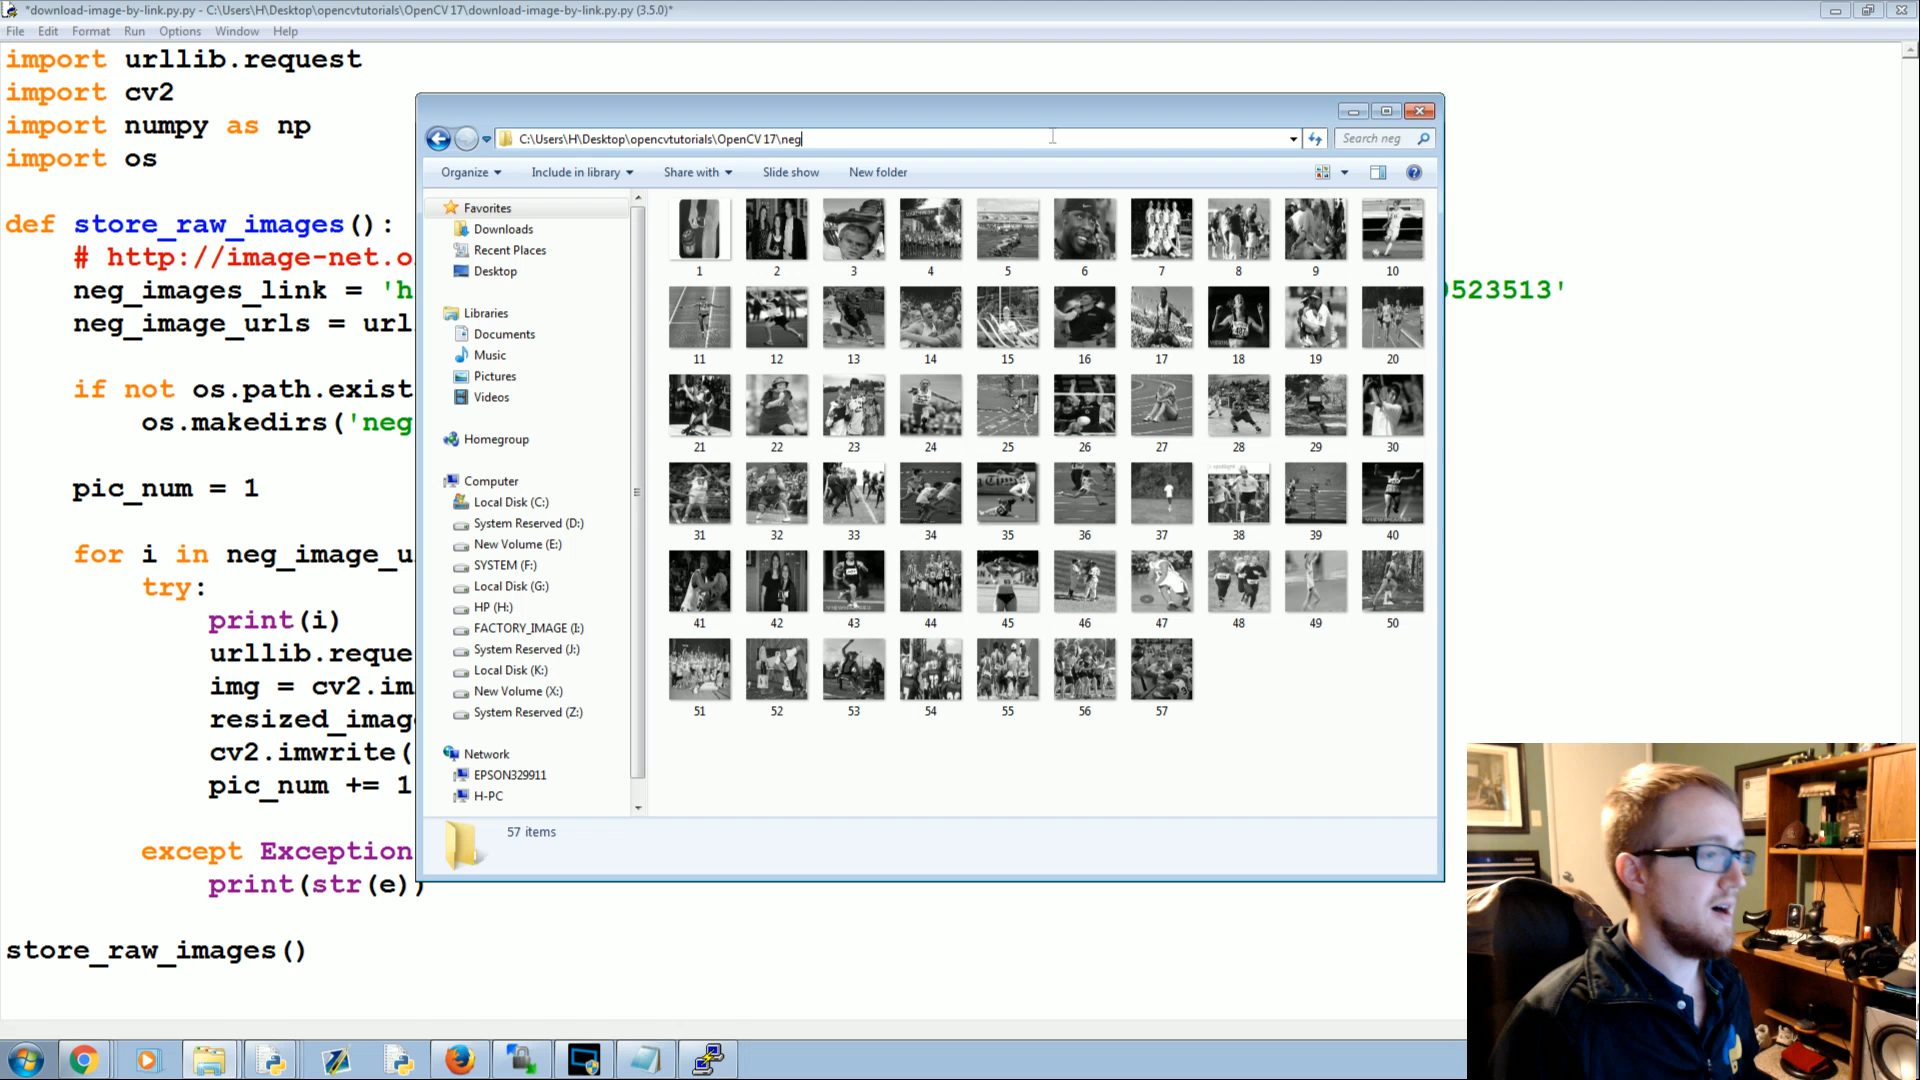 *download-image-by-link.py.py - C:\Users\H\Desktop\opencvtutorials\OpenCV 17\download-image-by-link.py.py (3.5.0)*
File Edit Format Run Options Window Help
import urllib.request
import cv2
import numpy as np
import os
def store_raw_images():
# http://image-net.o
neg_images_link = 'h
523513'
neg_image_urls = url
if not os.path.exist
os.makedirs('neg
pic_num = 1
for i in neg_image_u
try:
print(i)
urllib.reque
img = cv2.im
resized_imag
cv2.imwrite(
pic_num += 1
except Exception
print(str(e))
store_raw_images()
C:\Users\H\Desktop\opencvtutorials\OpenCV 17\neg
Search neg
Organize Include in library Share with Slide show New folder
Favorites
Downloads
Recent Places
Desktop
Libraries
Documents
Music
Pictures
Videos
Homegroup
Computer
Local Disk (C:)
System Reserved (D:)
New Volume (E:)
SYSTEM (F:)
Local Disk (G:)
HP (H:)
FACTORY_IMAGE (I:)
System Reserved (J:)
Local Disk (K:)
New Volume (X:)
System Reserved (Z:)
Network
EPSON329911
H-PC
1 2 3 4 5 6 7 8 9 10
11 12 13 14 15 16 17 18 19 20
21 22 23 24 25 26 27 28 29 30
31 32 33 34 35 36 37 38 39 40
41 42 43 44 45 46 47 48 49 50
51 52 53 54 55 56 57
57 items